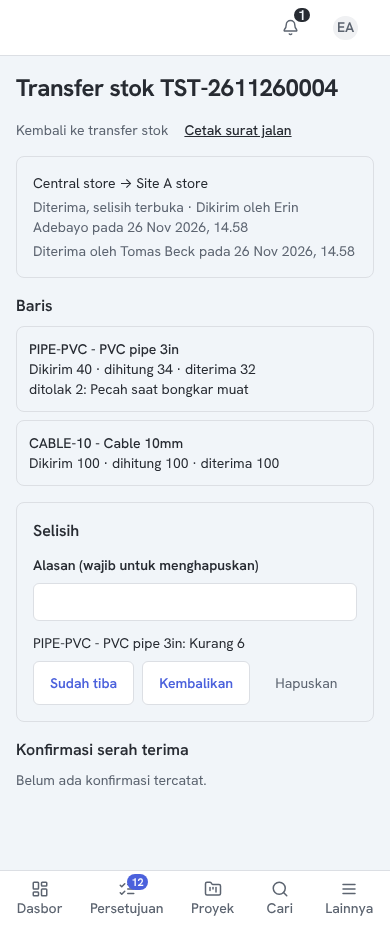 1
EA
Transfer stok TST-2611260004
Kembali ke transfer stok Cetak surat jalan
Central store → Site A store
Diterima, selisih terbuka · Dikirim oleh Erin
Adebayo pada 26 Nov 2026, 14.58
Diterima oleh Tomas Beck pada 26 Nov 2026, 14.58
Baris
PIPE-PVC - PVC pipe 3in
Dikirim 40 · dihitung 34 · diterima 32
ditolak 2: Pecah saat bongkar muat
CABLE-10 - Cable 10mm
Dikirim 100 · dihitung 100 · diterima 100
Selisih
Alasan (wajib untuk menghapuskan)
PIPE-PVC - PVC pipe 3in: Kurang 6
Sudah tiba Kembalikan Hapuskan
Konfirmasi serah terima
Belum ada konfirmasi tercatat.
12
Dasbor Persetujuan Proyek Cari Lainnya